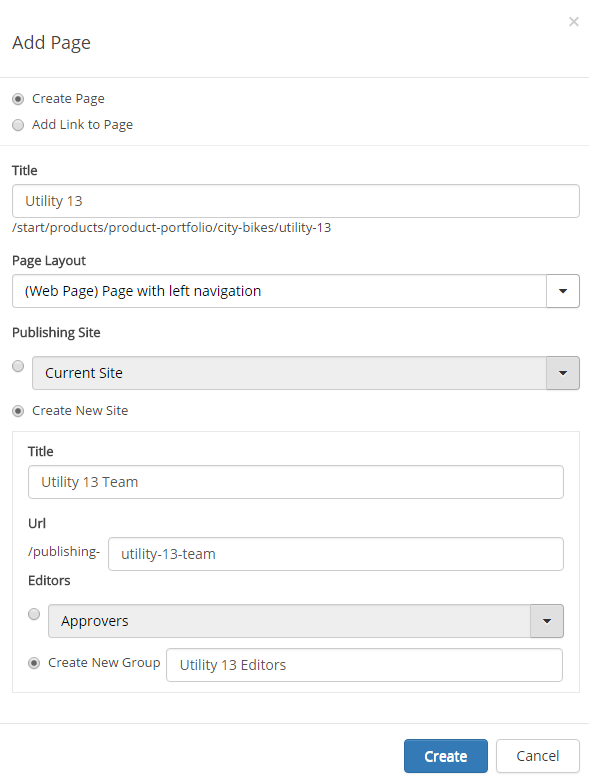 ×
Add Page
Create Page
Add Link to Page
Title
Utility 13
/start/products/product-portfolio/city-bikes/utility-13
Page Layout
(Web Page) Page with left navigation
Publishing Site
Current Site
Create New Site
Title
Utility 13 Team
Url
/publishing- utility-13-team
Editors
Approvers
Create New Group Utility 13 Editors
Create Cancel